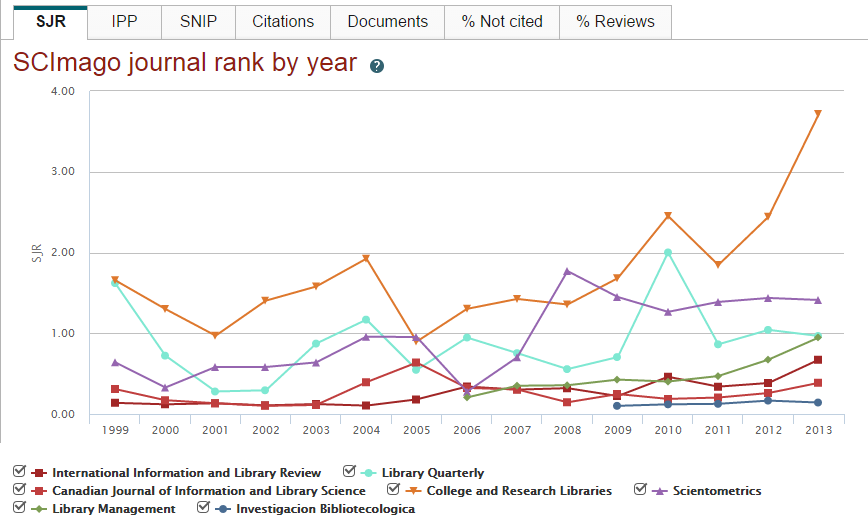 SJR IPP SNIP Citations Documents % Not cited % Reviews
SCImago journal rank by year ?
4.00
3.00
2.00
1.00
0.00
SJR
1999 2000 2001 2002 2003 2004 2005 2006 2007 2008 2009 2010 2011 2012 2013
International Information and Library Review Library Quarterly
Canadian Journal of Information and Library Science College and Research Libraries Scientometrics
Library Management Investigacion Bibliotecologica